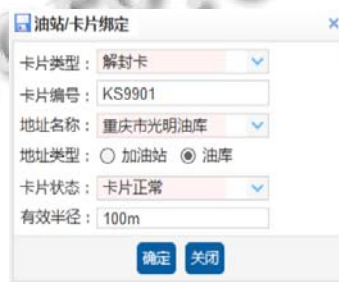 油站/卡片绑定
卡片类型： 解封卡
卡片编号： KS9901
地址名称： 重庆市光明油库
地址类型： 加油站 油库
卡片状态： 卡片正常
有效半径： 100m
确定 关闭